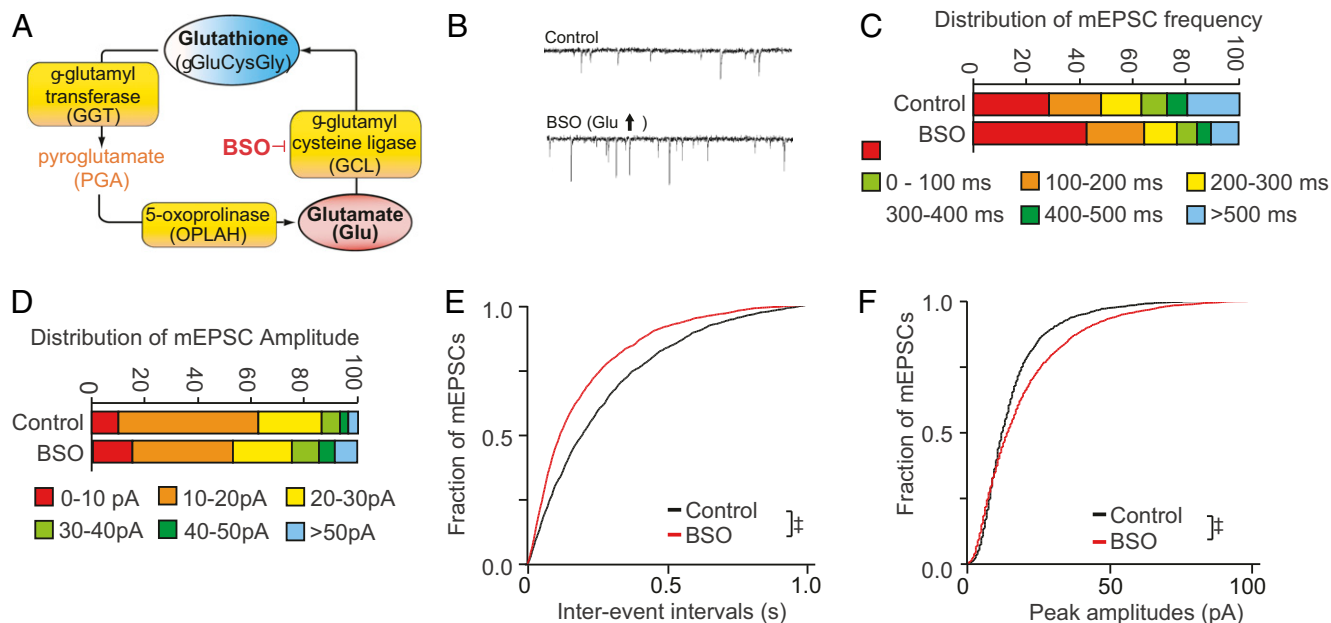 A
Glutathione
(gGluCysGly)
g-glutamyl
transferase
(GGT)
pyroglutamate
(PGA)
5-oxoprolinase
(OPLAH)
BSO
g-glutamyl
cysteine ligase
(GCL)
Glutamate
(Glu)
B
Control
BSO (Glu ⬆ )
C
Distribution of mEPSC frequency
0 20 40 60 80 100
Control
BSO
0 - 100 ms 100-200 ms 200-300 ms
300-400 ms 400-500 ms >500 ms
D
Distribution of mEPSC Amplitude
0 20 40 60 80 100
Control
BSO
0-10 pA 10-20pA 20-30pA
30-40pA 40-50pA >50pA
E
Fraction of mEPSCs
1.0
0.5
0.0
Control
BSO
‡
0 0.5 1.0
Inter-event intervals (s)
F
Fraction of mEPSCs
1.0
0.5
0.0
Control
BSO
‡
0 50 100
Peak amplitudes (pA)